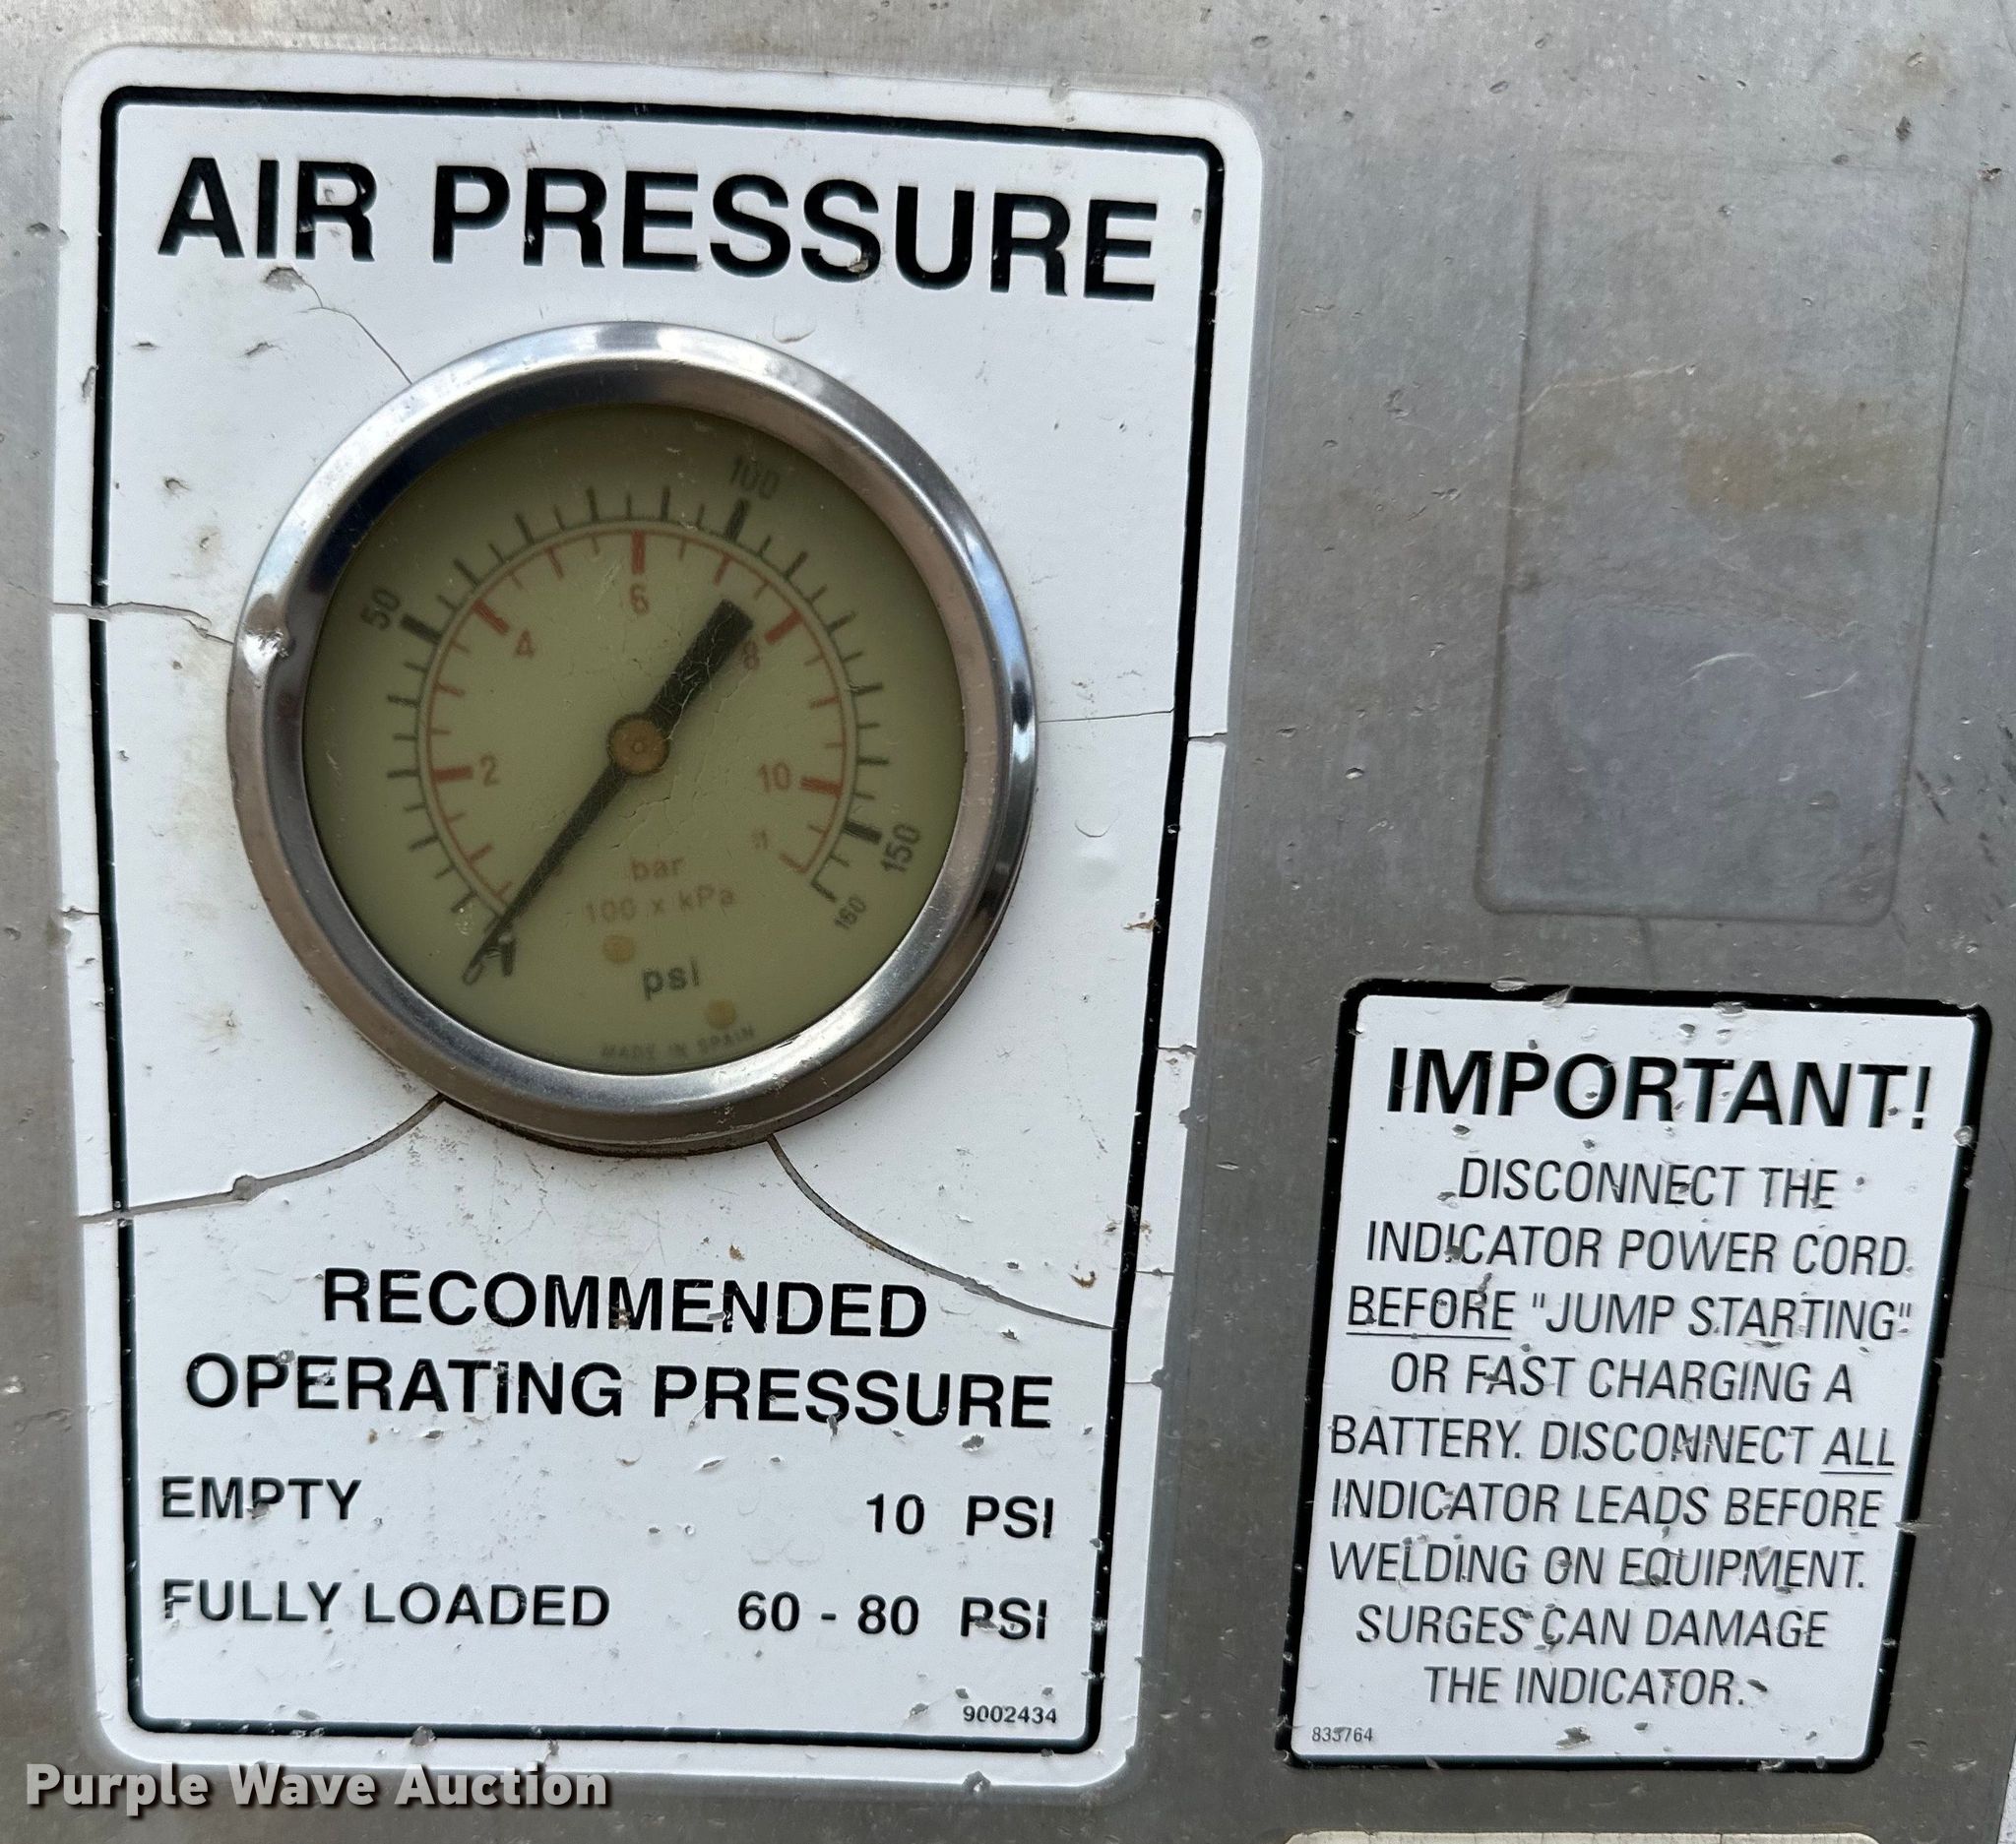 AIR PRESSURE
100
50
6
4
8
2
10
150
bar
100 x kPa
160
psi
MADE IN SPAIN
RECOMMENDED
OPERATING PRESSURE
EMPTY 10 PSI
FULLY LOADED 60 - 80 PSI
9002434
IMPORTANT!
DISCONNECT THE
INDICATOR POWER CORD
BEFORE "JUMP STARTING"
OR FAST CHARGING A
BATTERY. DISCONNECT ALL
INDICATOR LEADS BEFORE
WELDING ON EQUIPMENT.
SURGES CAN DAMAGE
THE INDICATOR.
833764
Purple Wave Auction